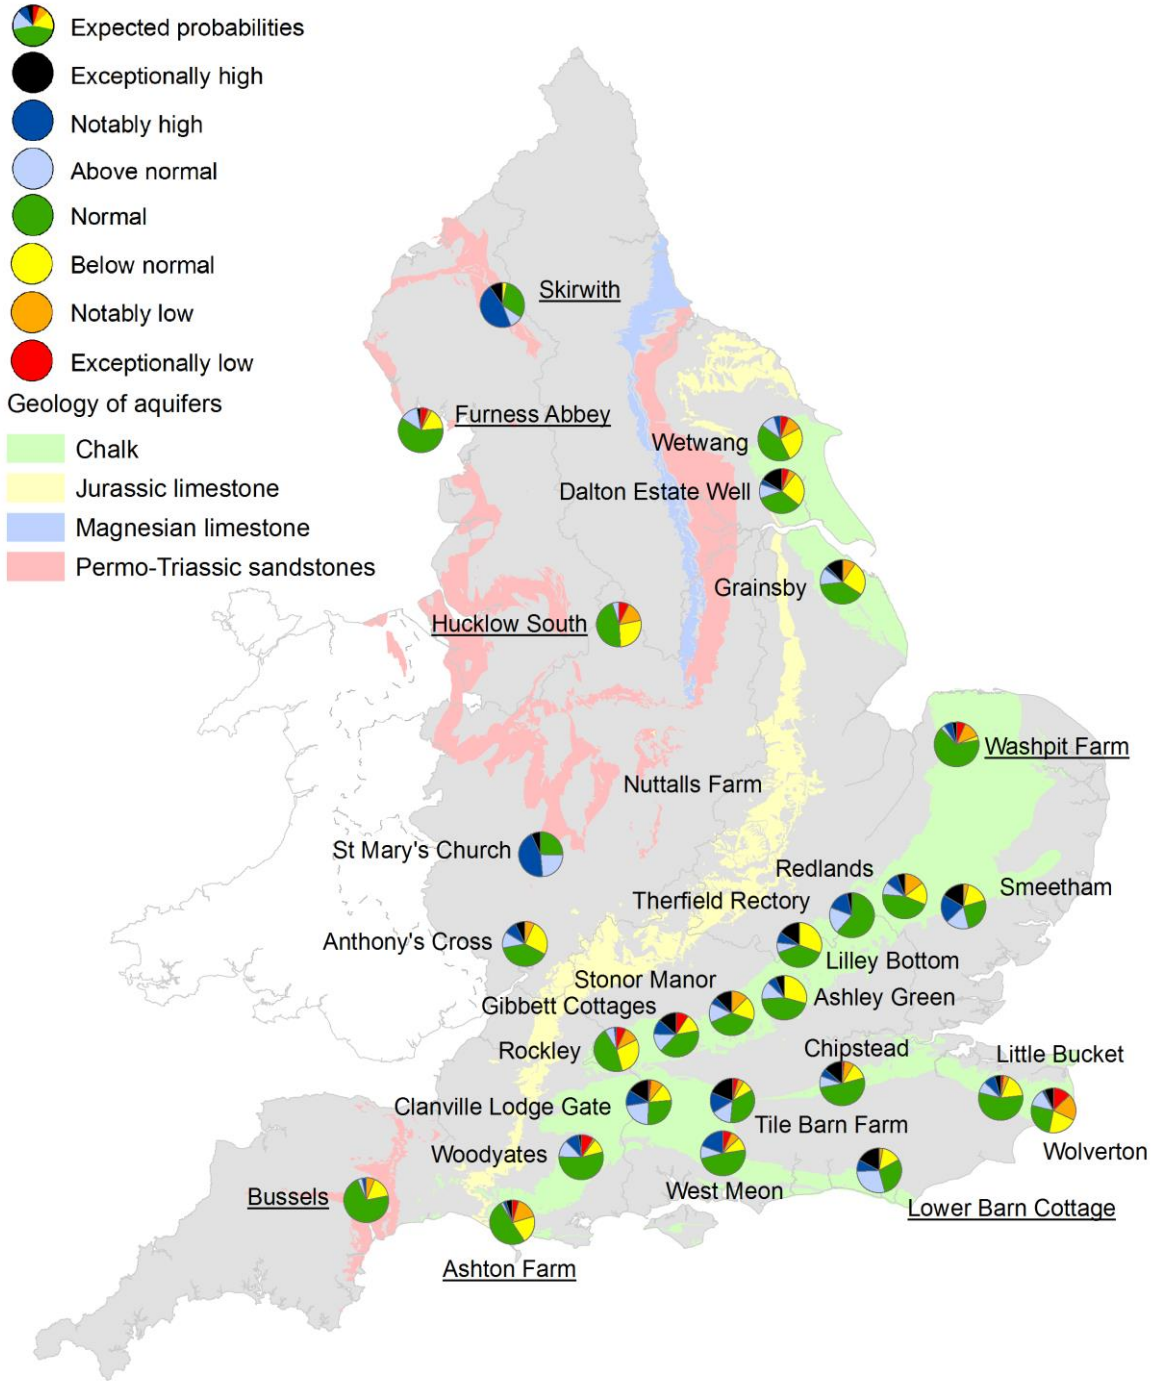 Expected probabilities
Exceptionally high
Notably high
Above normal
Normal
Below normal
Notably low
Exceptionally low
Geology of aquifers
Chalk
Jurassic limestone
Magnesian limestone
Permo-Triassic sandstones
Skirwith
Furness Abbey
Wetwang
Dalton Estate Well
Grainsby
Hucklow South
Washpit Farm
Nuttalls Farm
St Mary's Church
Redlands
Smeetham
Therfield Rectory
Anthony's Cross
Lilley Bottom
Stonor Manor
Ashley Green
Gibbett Cottages
Rockley
Chipstead
Little Bucket
Clanville Lodge Gate
Tile Barn Farm
Wolverton
Woodyates
West Meon
Bussels
Lower Barn Cottage
Ashton Farm